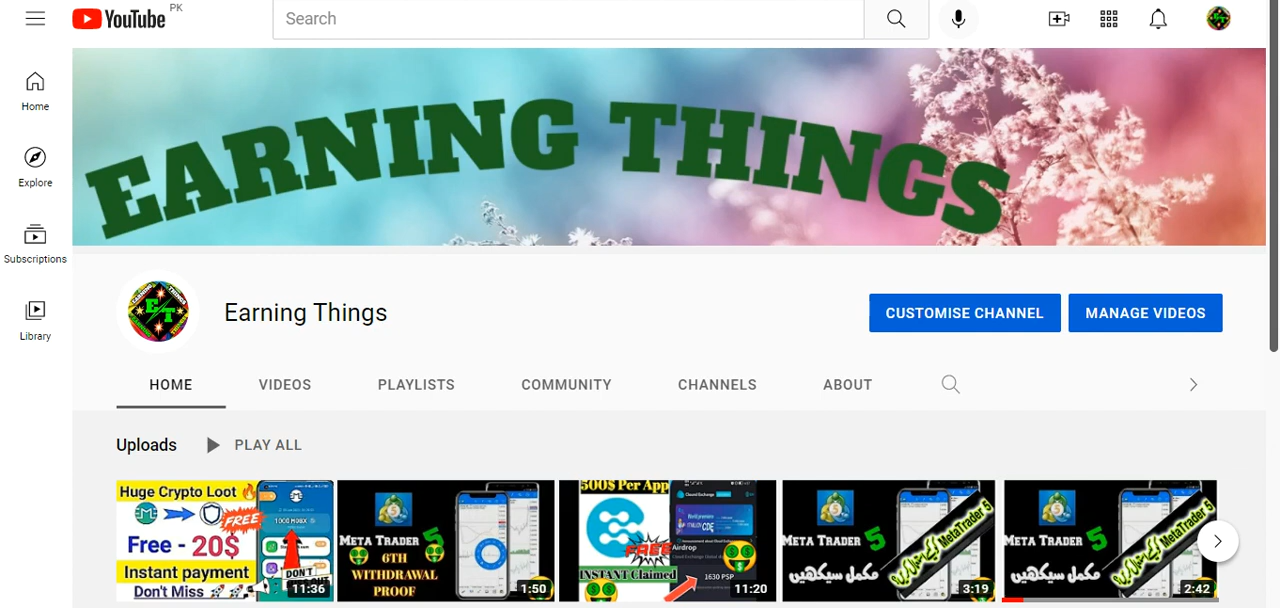 YouTube PK
Search
Home
Explore
Subscriptions
Library
EARNING THINGS
Earning Things
CUSTOMISE CHANNEL
MANAGE VIDEOS
HOME
VIDEOS
PLAYLISTS
COMMUNITY
CHANNELS
ABOUT
Uploads
PLAY ALL
Huge Crypto Loot
FREE
Free - 20$
Instant payment
Don't Miss
DON'T
11:36
META TRADER 5
6TH
WITHDRAWAL
PROOF
1:50
500$ Per App
FREE
INSTANT Claimed
Airdrop
1630 PSP
11:20
META TRADER 5
مکمل سیکھیں
MetaTrader 5
3:19
META TRADER 5
مکمل سیکھیں
MetaTrader 5
2:42